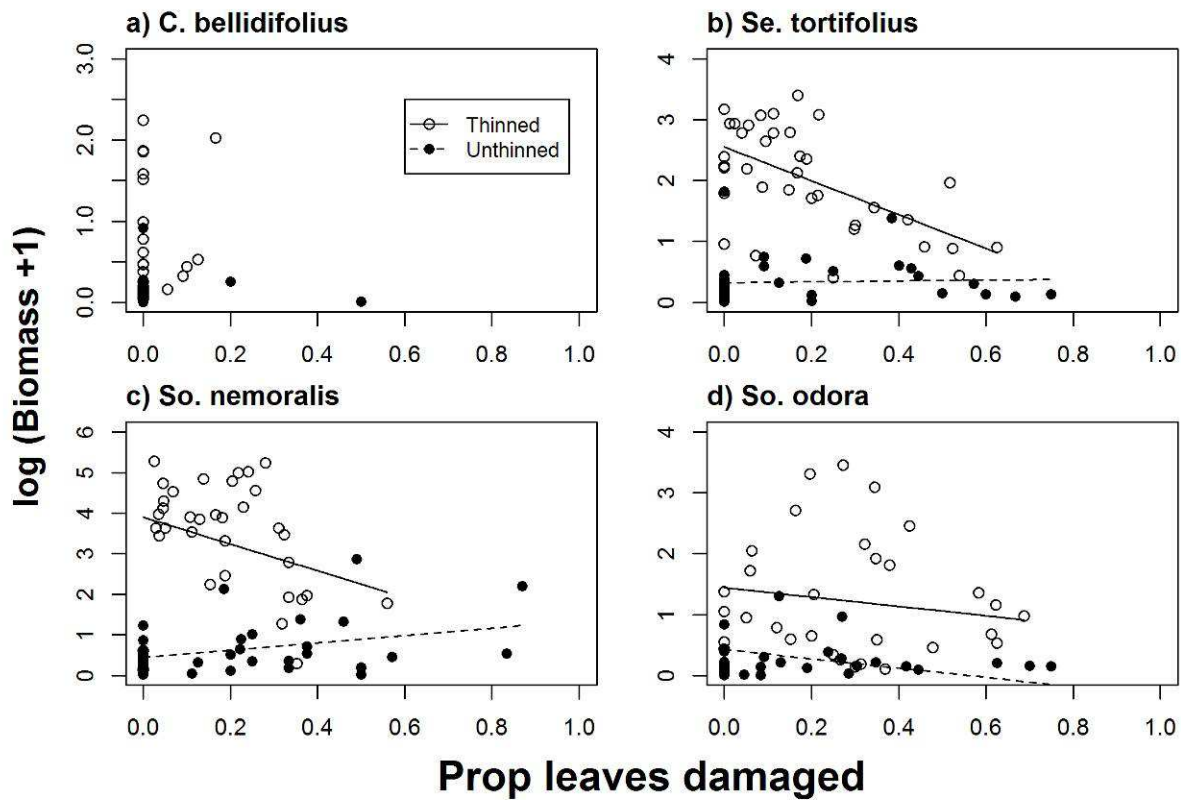 a) C. bellidifolius
b) Se. tortifolius
3.0
2.0
1.0
0.0
Thinned
Unthinned
4
3
2
1
0
0.0 0.2 0.4 0.6 0.8 1.0
0.0 0.2 0.4 0.6 0.8 1.0
c) So. nemoralis
d) So. odora
6
5
4
3
2
1
0
4
3
2
1
0
0.0 0.2 0.4 0.6 0.8 1.0
0.0 0.2 0.4 0.6 0.8 1.0
log (Biomass +1)
Prop leaves damaged